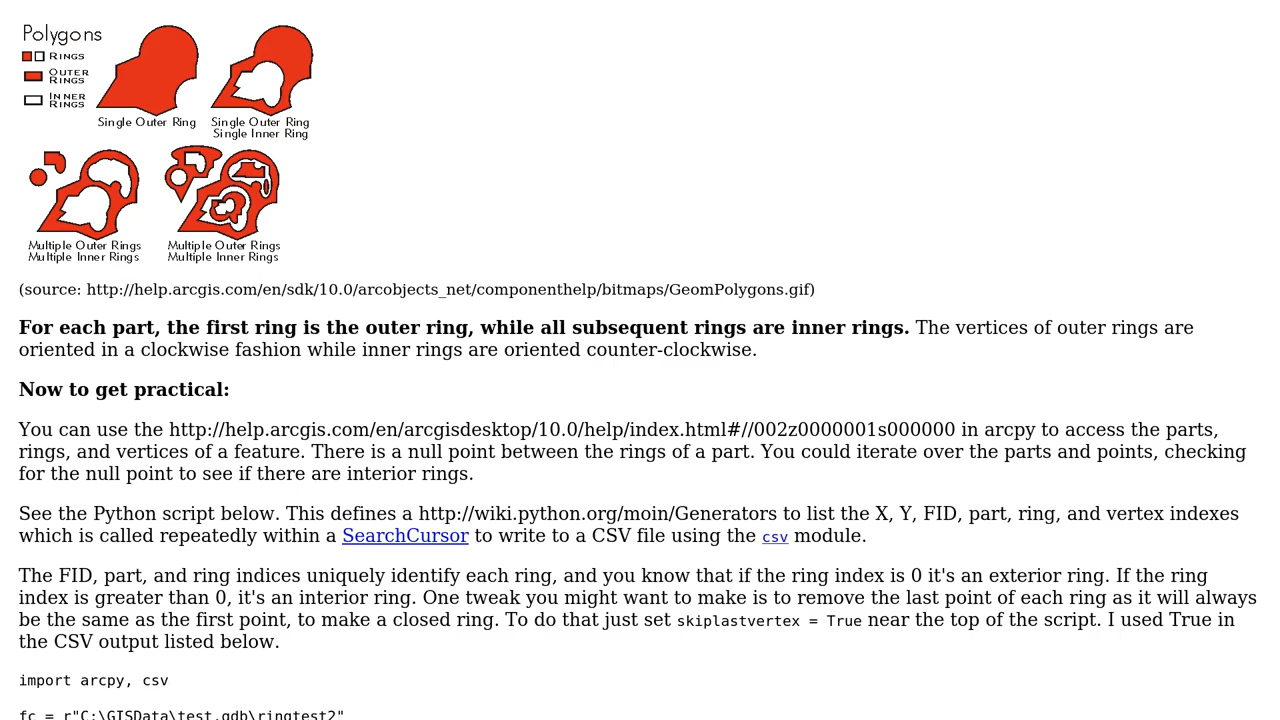 Polygons
Rings
Outer
Rings
Inner
Rings
Single Outer Ring
Single Outer Ring
Single Inner Ring
Multiple Outer Rings
Multiple Inner Rings
Multiple Outer Rings
Multiple Inner Rings
(source: http://help.arcgis.com/en/sdk/10.0/arcobjects_net/componenthelp/bitmaps/GeomPolygons.gif)
For each part, the first ring is the outer ring, while all subsequent rings are inner rings. The vertices of outer rings are
oriented in a clockwise fashion while inner rings are oriented counter-clockwise.
Now to get practical:
You can use the http://help.arcgis.com/en/arcgisdesktop/10.0/help/index.html#//002z0000001s000000 in arcpy to access the parts,
rings, and vertices of a feature. There is a null point between the rings of a part. You could iterate over the parts and points, checking
for the null point to see if there are interior rings.
See the Python script below. This defines a http://wiki.python.org/moin/Generators to list the X, Y, FID, part, ring, and vertex indexes
which is called repeatedly within a SearchCursor to write to a CSV file using the csv module.
The FID, part, and ring indices uniquely identify each ring, and you know that if the ring index is 0 it's an exterior ring. If the ring
index is greater than 0, it's an interior ring. One tweak you might want to make is to remove the last point of each ring as it will always
be the same as the first point, to make a closed ring. To do that just set skiplastvertex = True near the top of the script. I used True in
the CSV output listed below.
import arcpy, csv
fc = r"C:\GISData\test.gdb\ringtest2"